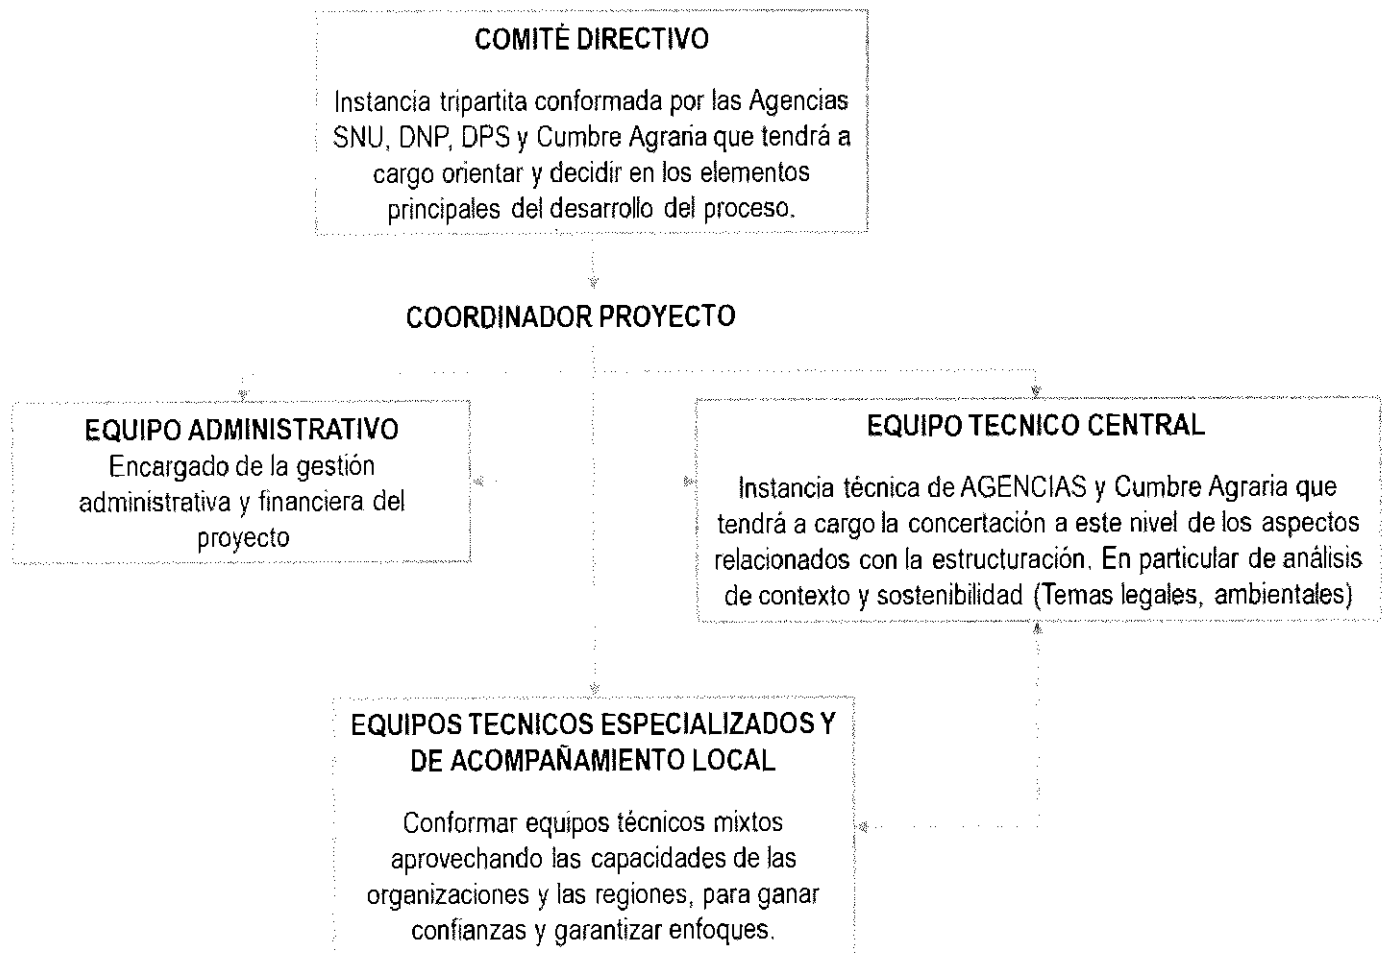 COMITÉ DIRECTIVO
Instancia tripartita conformada por las Agencias
SNU, DNP, DPS y Cumbre Agraria que tendrá a
cargo orientar y decidir en los elementos
principales del desarrollo del proceso.
COORDINADOR PROYECTO
EQUIPO ADMINISTRATIVO
Encargado de la gestión
administrativa y financiera del
proyecto
EQUIPO TECNICO CENTRAL
Instancia técnica de AGENCIAS y Cumbre Agraria que
tendrá a cargo la concertación a este nivel de los aspectos
relacionados con la estructuración. En particular de análisis
de contexto y sostenibilidad (Temas legales, ambientales)
EQUIPOS TECNICOS ESPECIALIZADOS Y
DE ACOMPAÑAMIENTO LOCAL
Conformar equipos técnicos mixtos
aprovechando las capacidades de las
organizaciones y las regiones, para ganar
confianzas y garantizar enfoques.